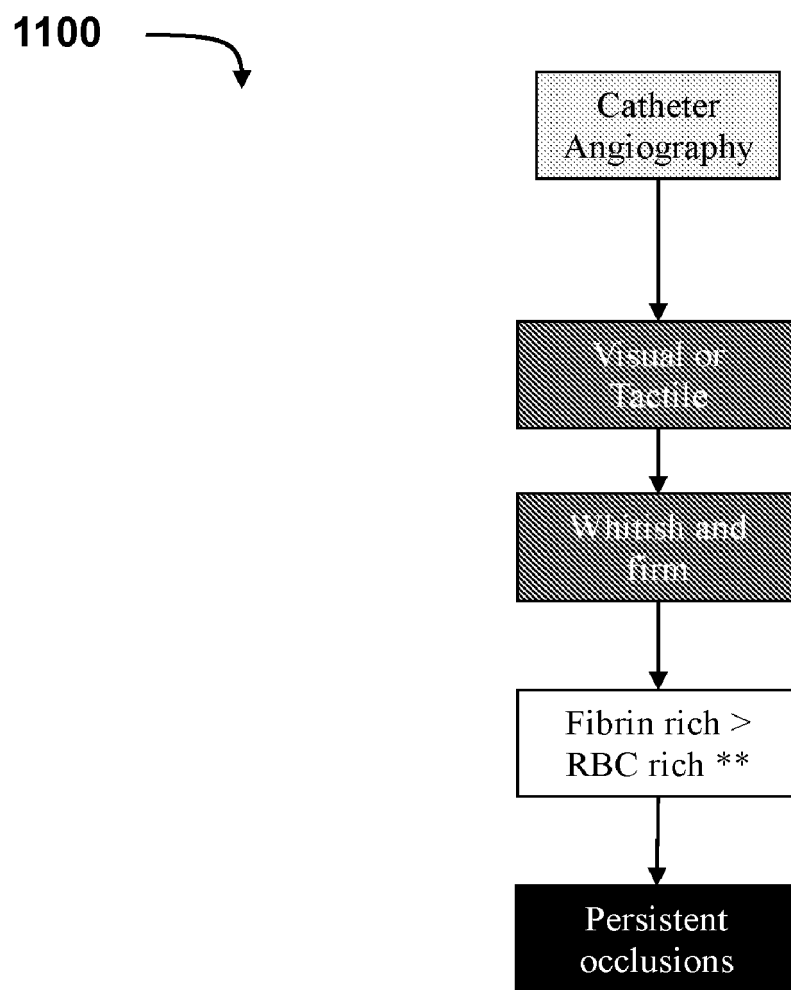 1100
Catheter
Angiography
Visual or
Tactile
Whitish and
firm
Fibrin rich >
RBC rich **
Persistent
occlusions